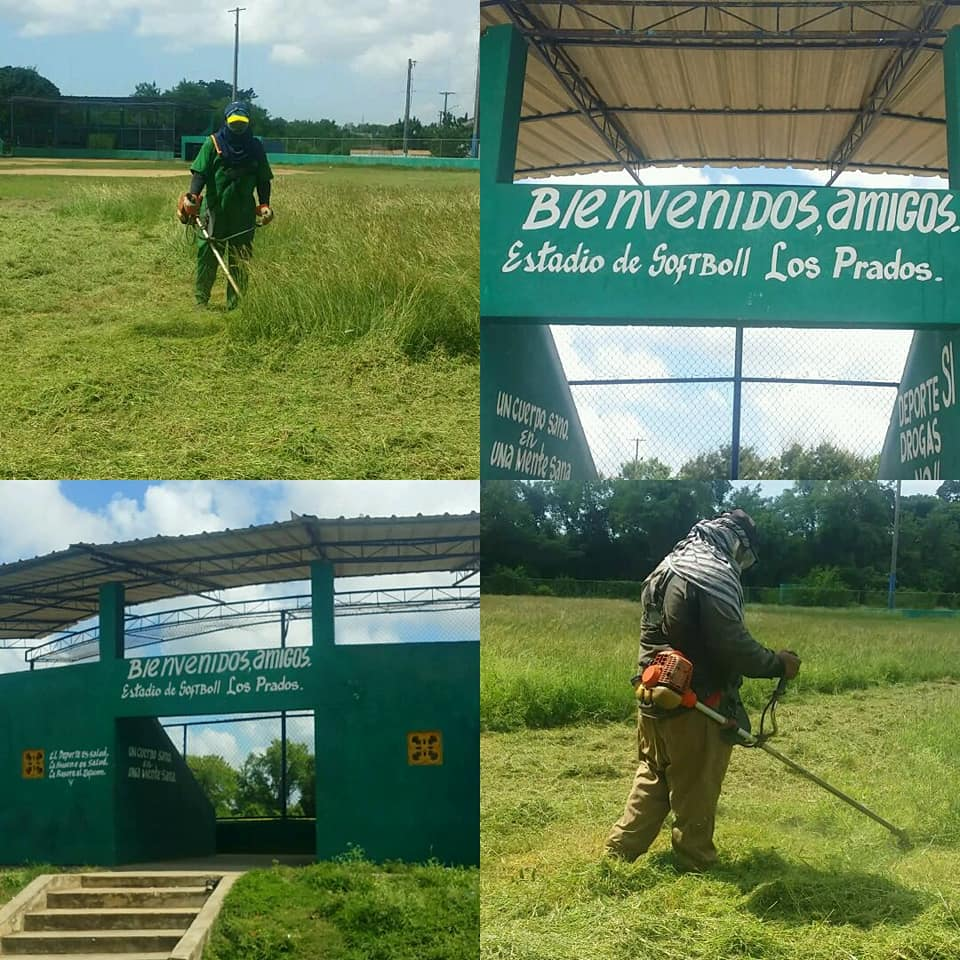 Bienvenidos, amigos.
Estadio de SoftBoll Los Prados.
un cuerpo sano.
En
una Mente Sana
DEPORTE SI
DROGAS
NO!!
Bienvenidos, amigos.
Estadio de SoftBoll Los Prados.
El Deporte es salud,
un cuerpo sano
en
una Mente Sana